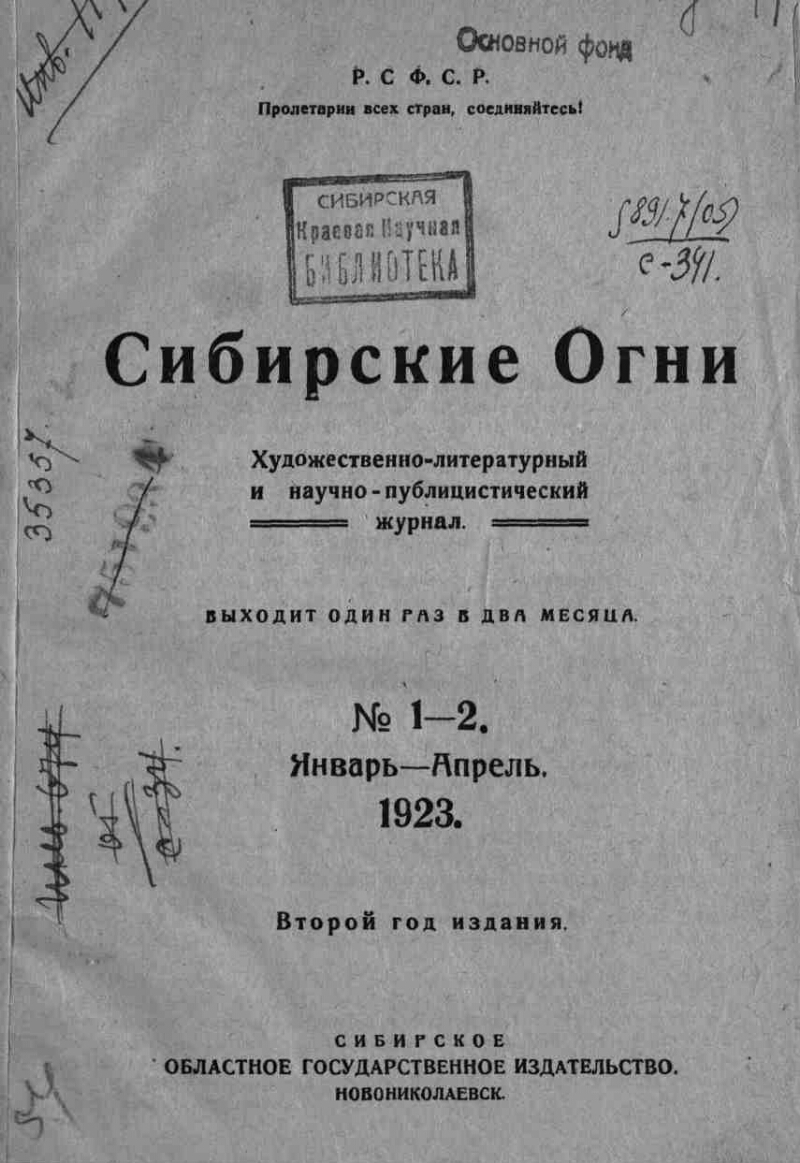 Основной фонд
Р. С Ф. С. Р.
Пролетарии всех стран, соединяйтесь!
СИБИРСКАЯ
Краевая Научная
БИБЛИОТЕКА
С-341.
Сибирские Огни
Художественно-литературный
и научно-публицистический
журнал.
35357
ВЫХОДИТ ОДИН РАЗ В ДВА МЕСЯЦА.
№ 1—2.
Январь—Апрель.
1923.
Второй год издания.
СИБИРСКОЕ
ОБЛАСТНОЕ ГОСУДАРСТВЕННОЕ ИЗДАТЕЛЬСТВО.
НОВОНИКОЛАЕВСК.